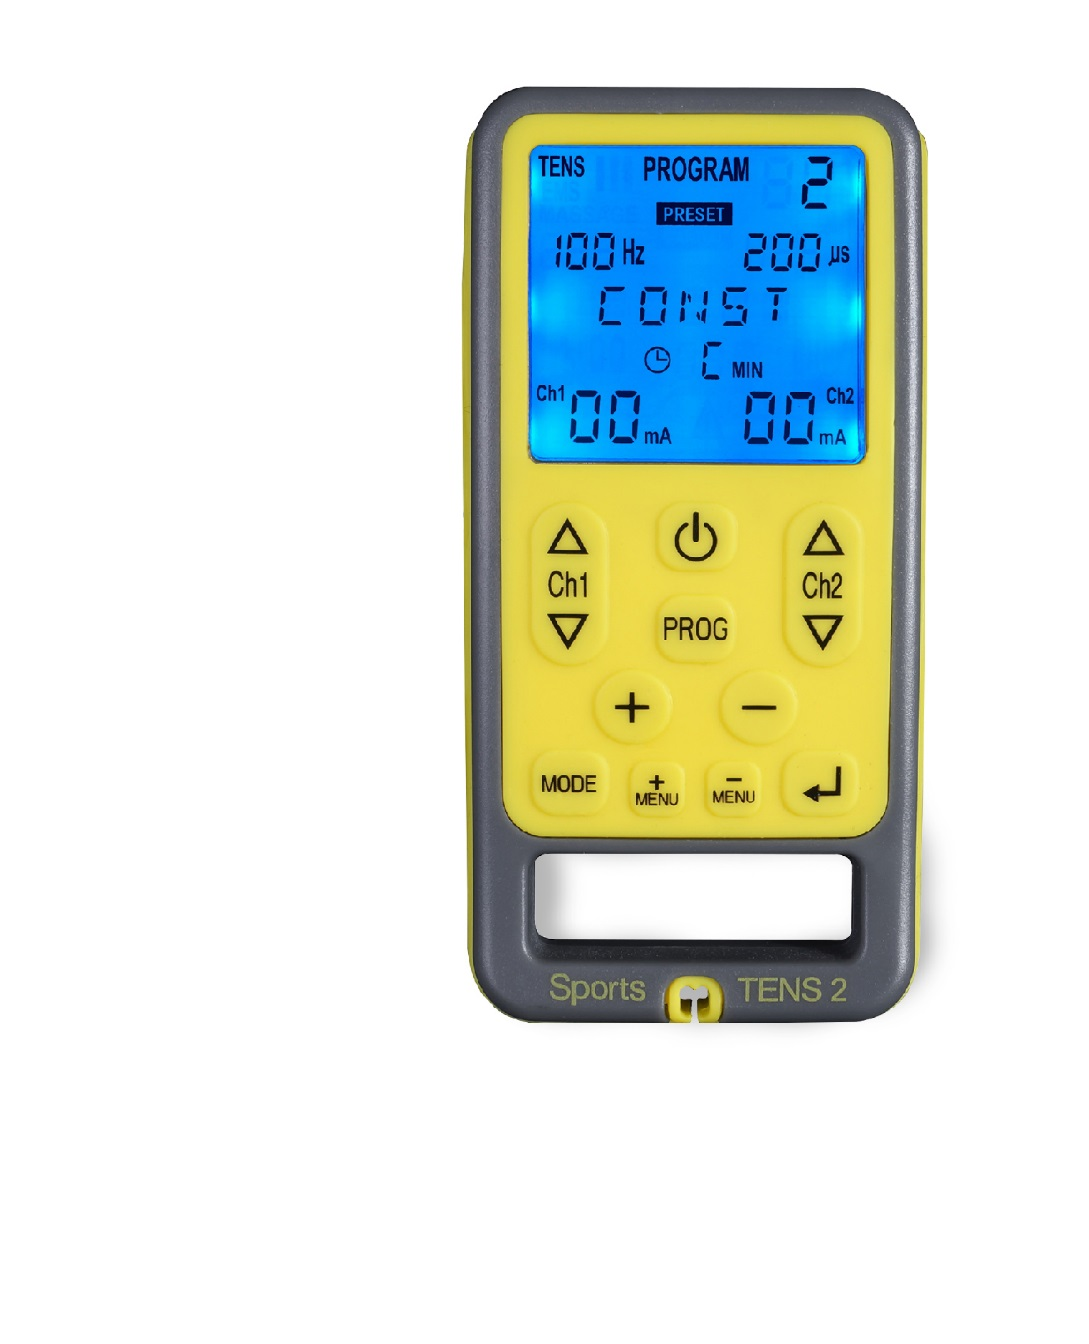 TENS PROGRAM 2
PRESET
100 Hz 200 µs
CONST
C MIN
Ch1 00 mA 00 mA Ch2
Ch1
Ch2
PROG
+ −
MODE
+ MENU
− MENU
Sports TENS 2